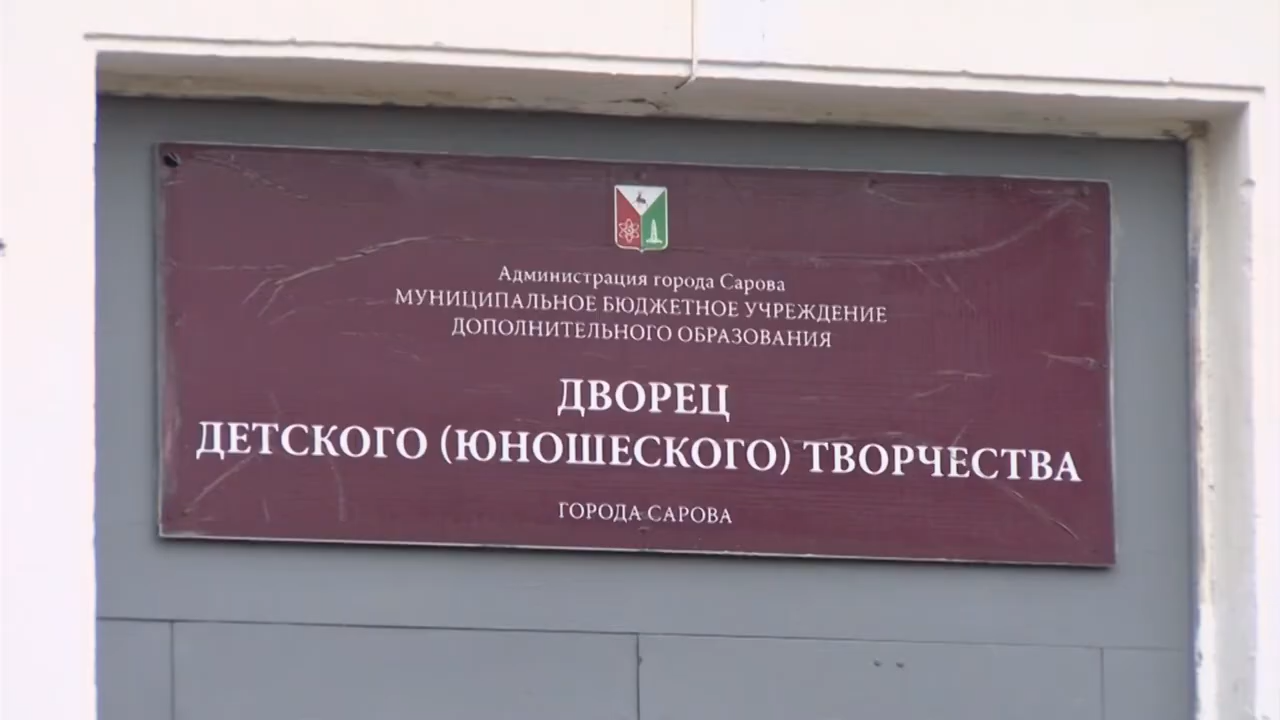 Администрация города Сарова
МУНИЦИПАЛЬНОЕ БЮДЖЕТНОЕ УЧРЕЖДЕНИЕ
ДОПОЛНИТЕЛЬНОГО ОБРАЗОВАНИЯ
ДВОРЕЦ
ДЕТСКОГО (ЮНОШЕСКОГО) ТВОРЧЕСТВА
ГОРОДА САРОВА